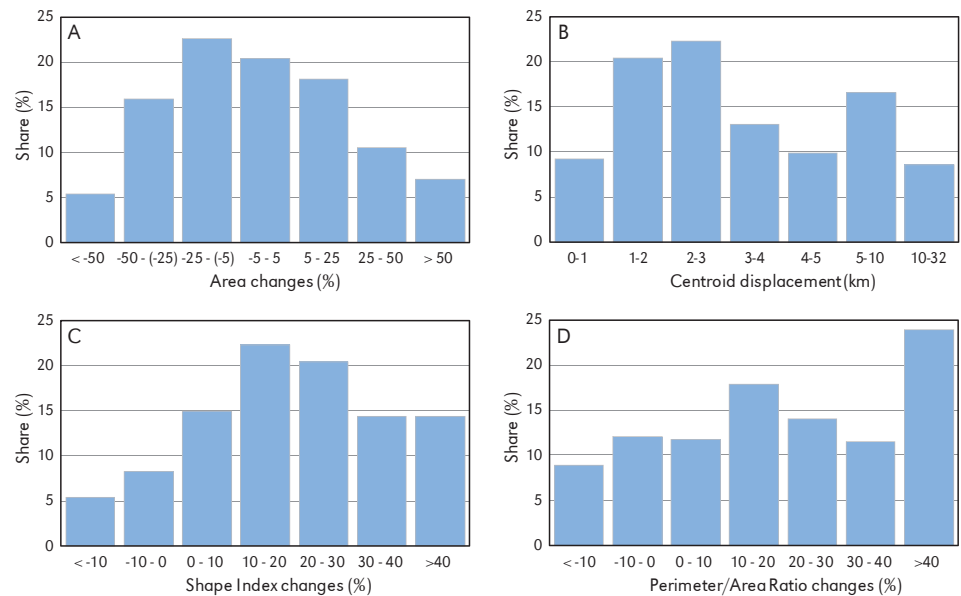 A
Share (%)
25
20
15
10
5
0
< -50 -50 - (-25) -25 - (-5) -5 - 5 5 - 25 25 - 50 > 50
Area changes (%)
B
Share (%)
25
20
15
10
5
0
0-1 1-2 2-3 3-4 4-5 5-10 10-32
Centroid displacement (km)
C
Share (%)
25
20
15
10
5
0
< -10 -10 - 0 0 - 10 10 - 20 20 - 30 30 - 40 >40
Shape Index changes (%)
D
Share (%)
25
20
15
10
5
0
< -10 -10 - 0 0 - 10 10 - 20 20 - 30 30 - 40 >40
Perimeter/Area Ratio changes (%)